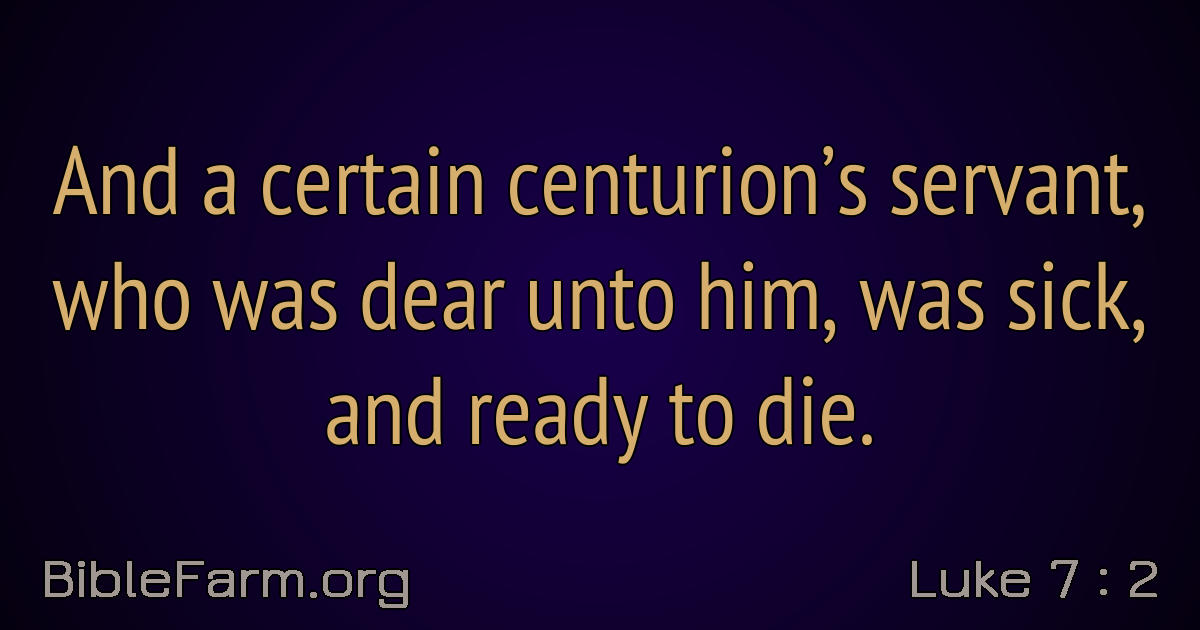 And a certain centurion’s servant,
who was dear unto him, was sick,
and ready to die.
BibleFarm.org
Luke 7 : 2